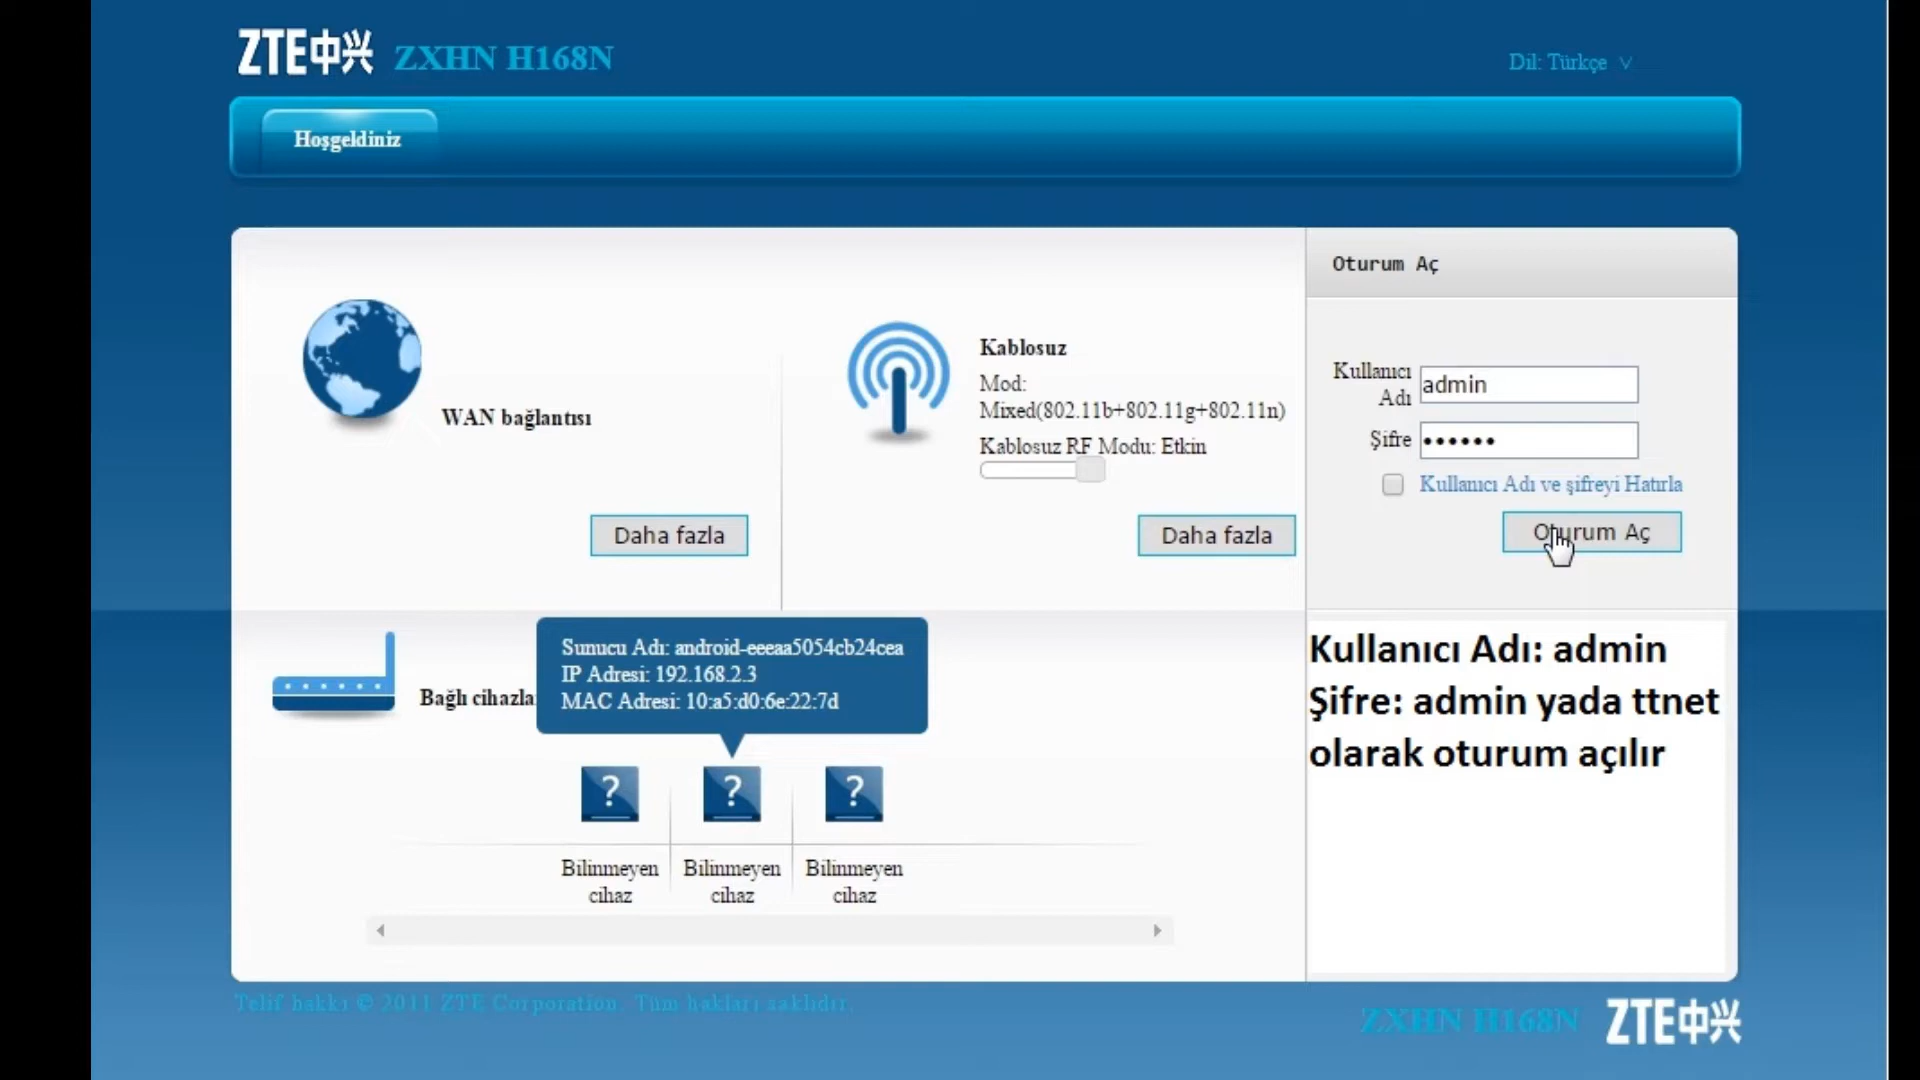 ZTE中兴 ZXHN H168N
Dil: Türkçe
Hoşgeldiniz
WAN bağlantısı
Daha fazla
Kablosuz
Mod:
Mixed(802.11b+802.11g+802.11n)
Kablosuz RF Modu: Etkin
Daha fazla
Oturum Aç
Kullanıcı
Adı
admin
Şifre
••••••
Kullanıcı Adı ve şifreyi Hatırla
Oturum Aç
Kullanıcı Adı: admin
Şifre: admin yada ttnet
olarak oturum açılır
Bağlı cihazla
Sunucu Adı: android-eeeaa5054cb24cea
IP Adresi: 192.168.2.3
MAC Adresi: 10:a5:d0:6e:22:7d
? ? ?
Bilinmeyen
cihaz
Bilinmeyen
cihaz
Bilinmeyen
cihaz
Telif hakkı © 2011 ZTE Corporation. Tüm hakları saklıdır.
ZXHN H168N ZTE中兴